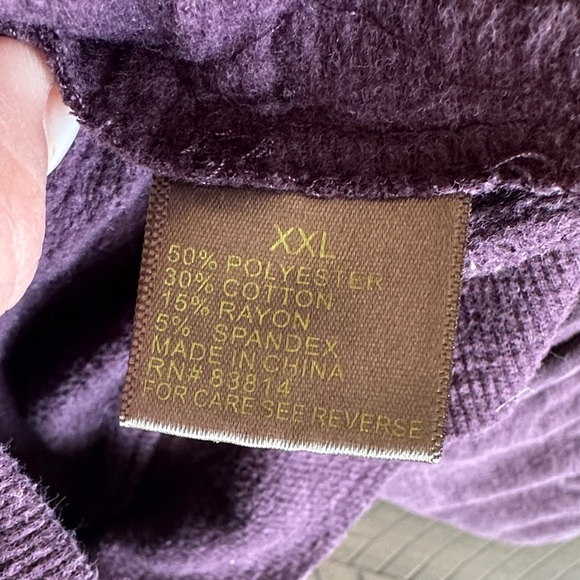 XXL
50% POLYESTER
30% COTTON
15% RAYON
5% SPANDEX
MADE IN CHINA
RN# 83814
FOR CARE SEE REVERSE